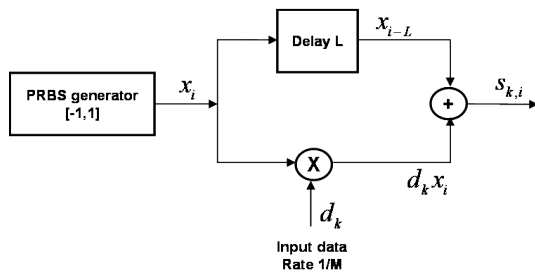 PRBS generator
[-1,1]
x_i
Delay L
x_{i-L}
+
s_{k,i}
X
d_k x_i
d_k
Input data
Rate 1/M